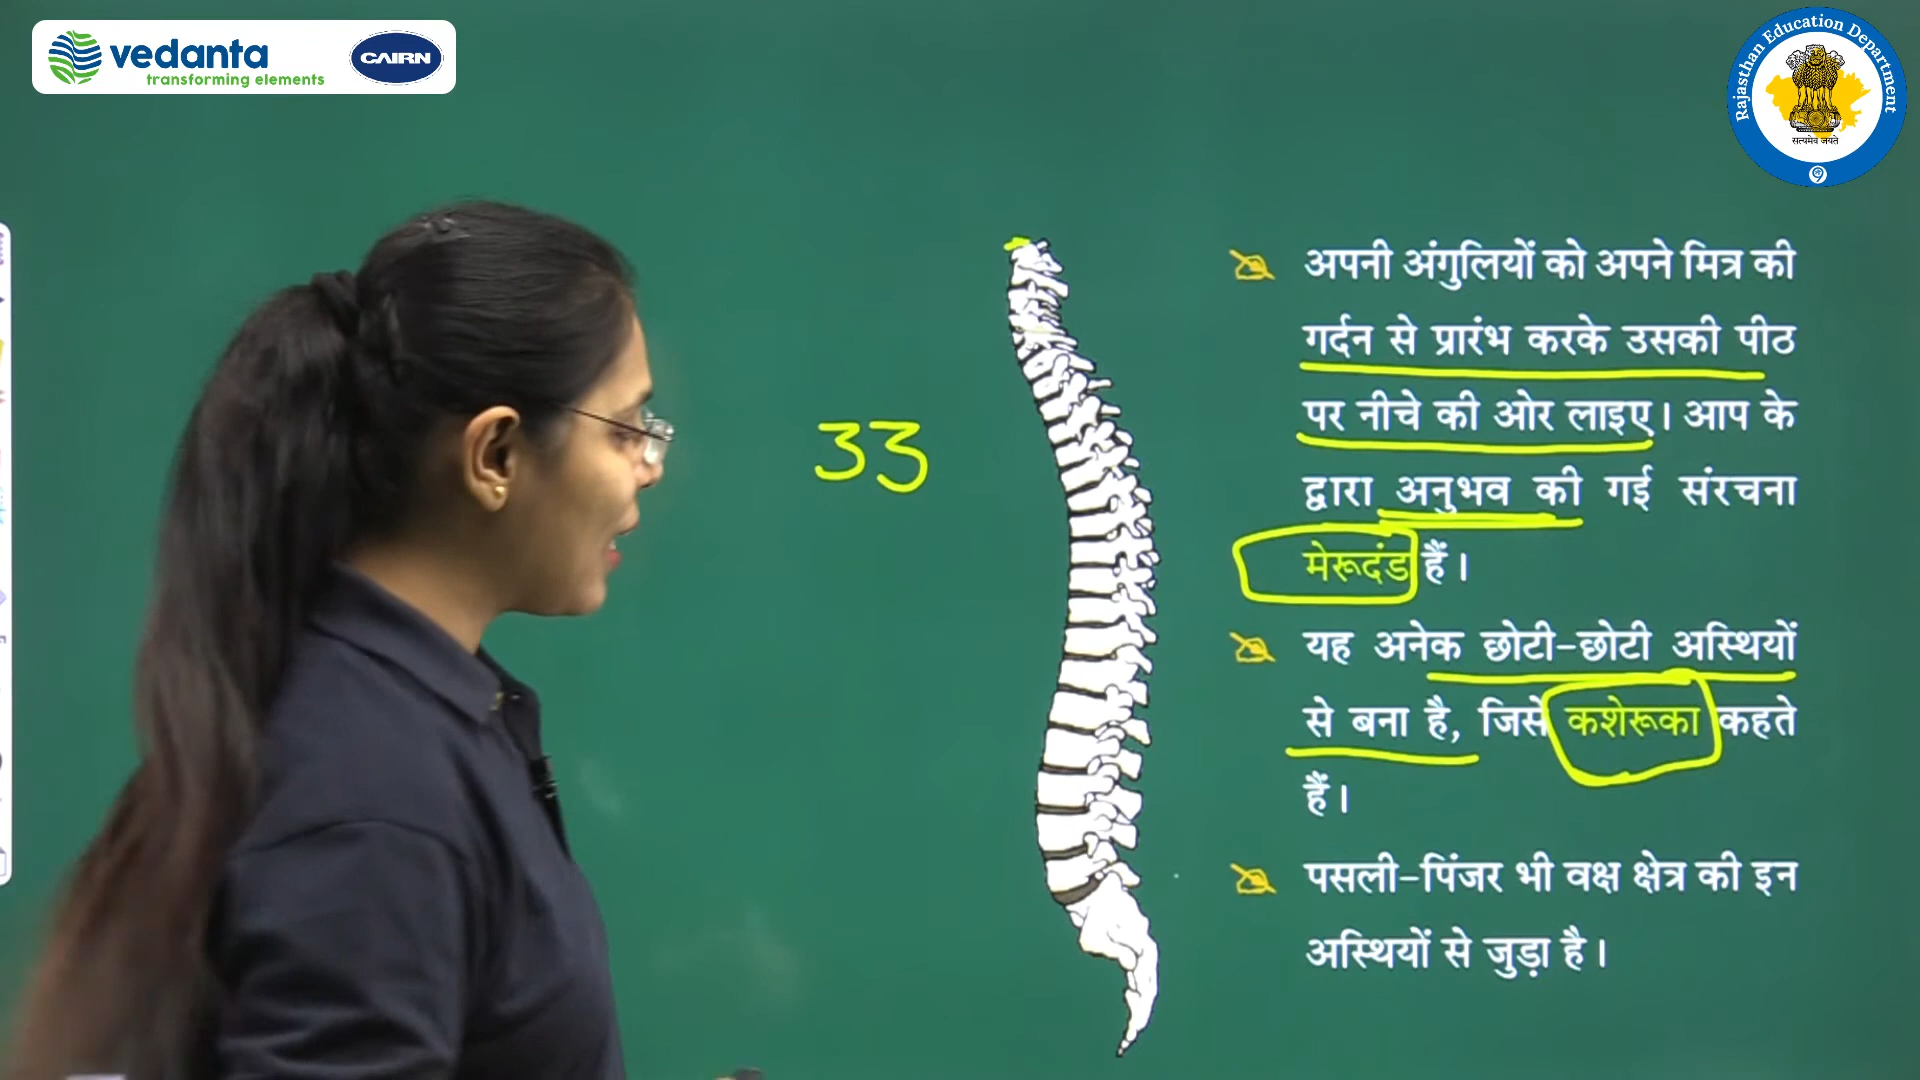 vedanta
transforming elements
CAIRN
Rajasthan Education Department
सत्यमेव जयते
33
अपनी अंगुलियों को अपने मित्र की
गर्दन से प्रारंभ करके उसकी पीठ
पर नीचे की ओर लाइए। आप के
द्वारा अनुभव की गई संरचना
मेरूदंड हैं।
यह अनेक छोटी-छोटी अस्थियों
से बना है, जिसे कशेरूका कहते
हैं।
पसली-पिंजर भी वक्ष क्षेत्र की इन
अस्थियों से जुड़ा है।